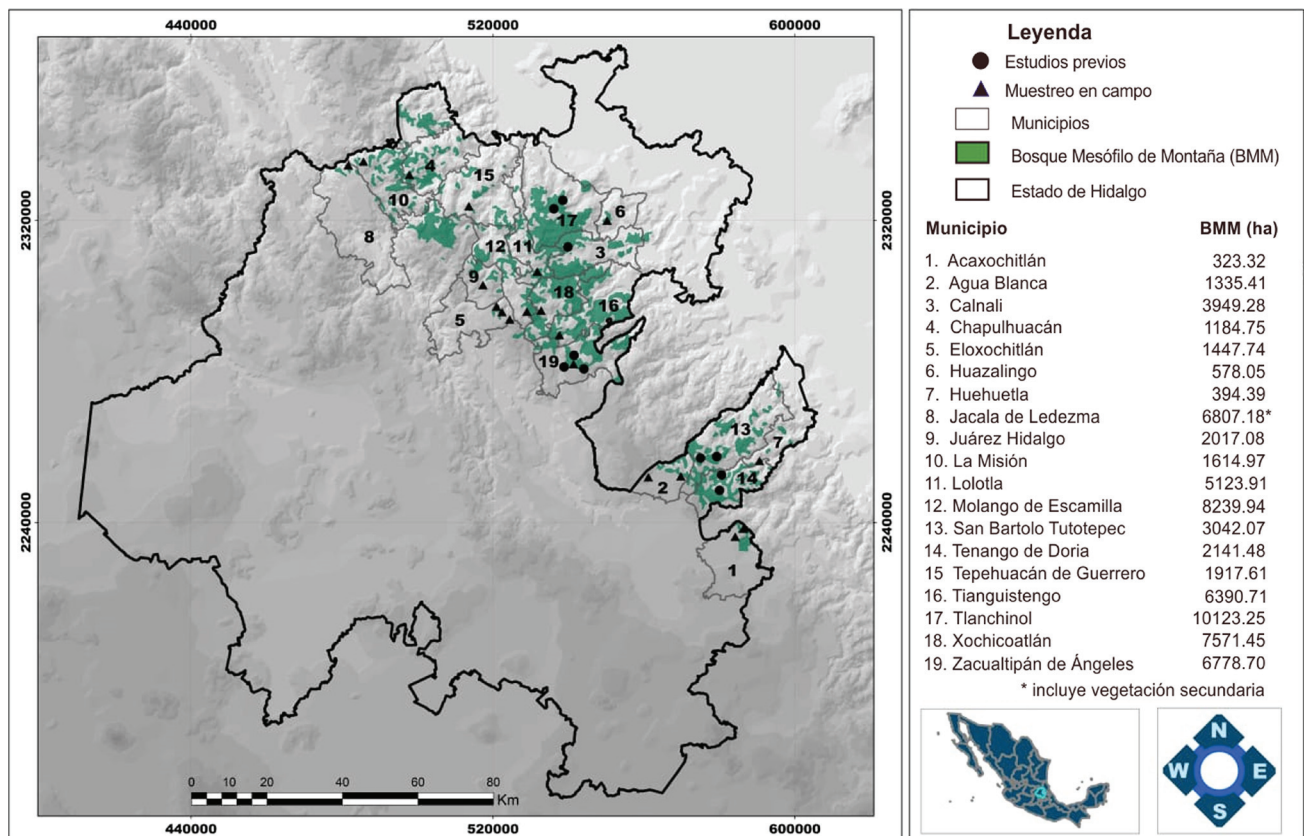 440000 520000 600000
2320000 2320000
2240000 2240000
440000 520000 600000
4
15
10
17
6
8
12
11
3
9
18
16
5
19
13
7
14
2
1
0 10 20 40 60 80
Km
Leyenda
Estudios previos
Muestreo en campo
Municipios
Bosque Mesófilo de Montaña (BMM)
Estado de Hidalgo
Municipio BMM (ha)
1. Acaxochitlán 323.32
2. Agua Blanca 1335.41
3. Calnali 3949.28
4. Chapulhuacán 1184.75
5. Eloxochitlán 1447.74
6. Huazalingo 578.05
7. Huehuetla 394.39
8. Jacala de Ledezma 6807.18*
9. Juárez Hidalgo 2017.08
10. La Misión 1614.97
11. Lolotla 5123.91
12. Molango de Escamilla 8239.94
13. San Bartolo Tutotepec 3042.07
14. Tenango de Doria 2141.48
15 Tepehuacán de Guerrero 1917.61
16. Tianguistengo 6390.71
17. Tlanchinol 10123.25
18. Xochicoatlán 7571.45
19. Zacualtipán de Ángeles 6778.70
* incluye vegetación secundaria
N
W E
S